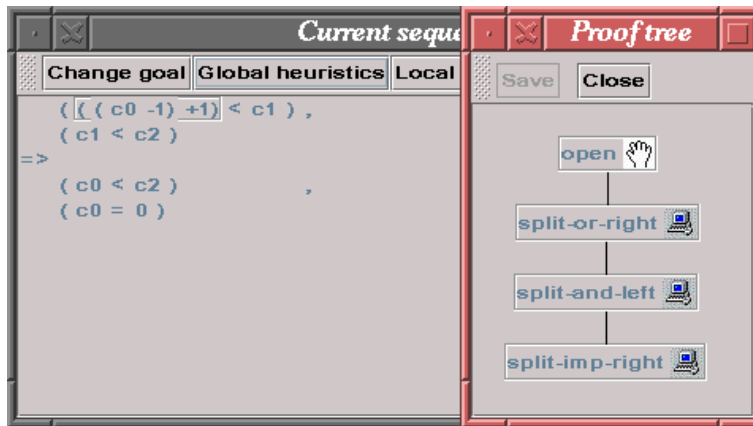 Current seque
Change goal Global heuristics Local
( ( ( c0 -1) +1) < c1 ) ,
( c1 < c2 )
=>
( c0 < c2 ) ,
( c0 = 0 )
Proof tree
Save Close
open
split-or-right
split-and-left
split-imp-right